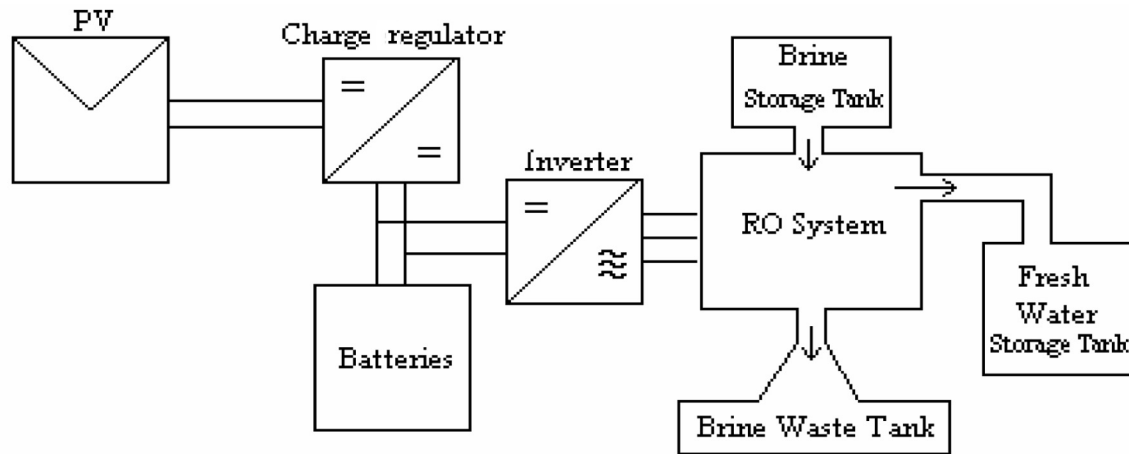 PV
Charge regulator
=
=
Inverter
=
≋
Batteries
Brine
Storage Tank
RO System
Fresh
Water
Storage Tank
Brine Waste Tank